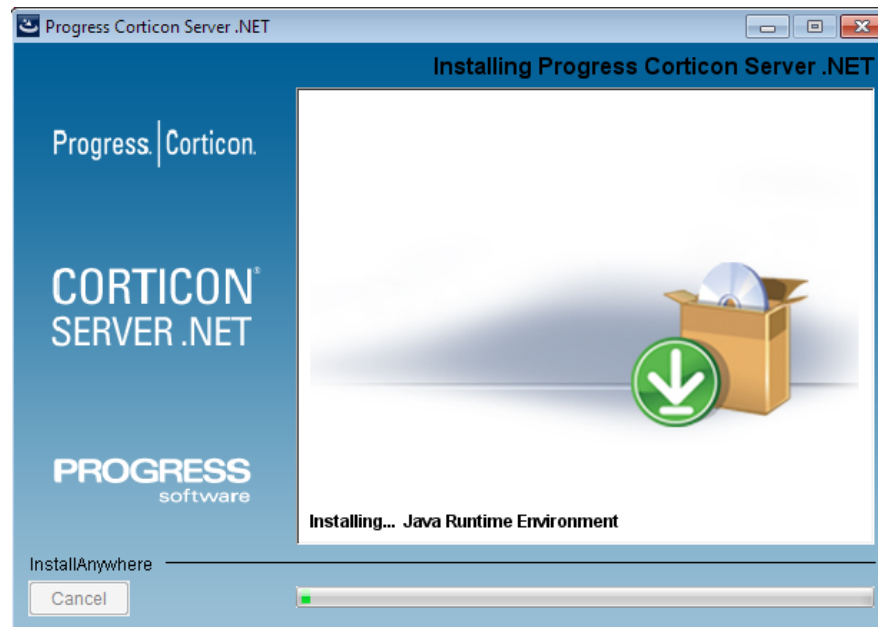 Progress Corticon Server .NET
Installing Progress Corticon Server .NET
Progress. Corticon.
CORTICON®
SERVER .NET
PROGRESS
software
Installing... Java Runtime Environment
InstallAnywhere
Cancel